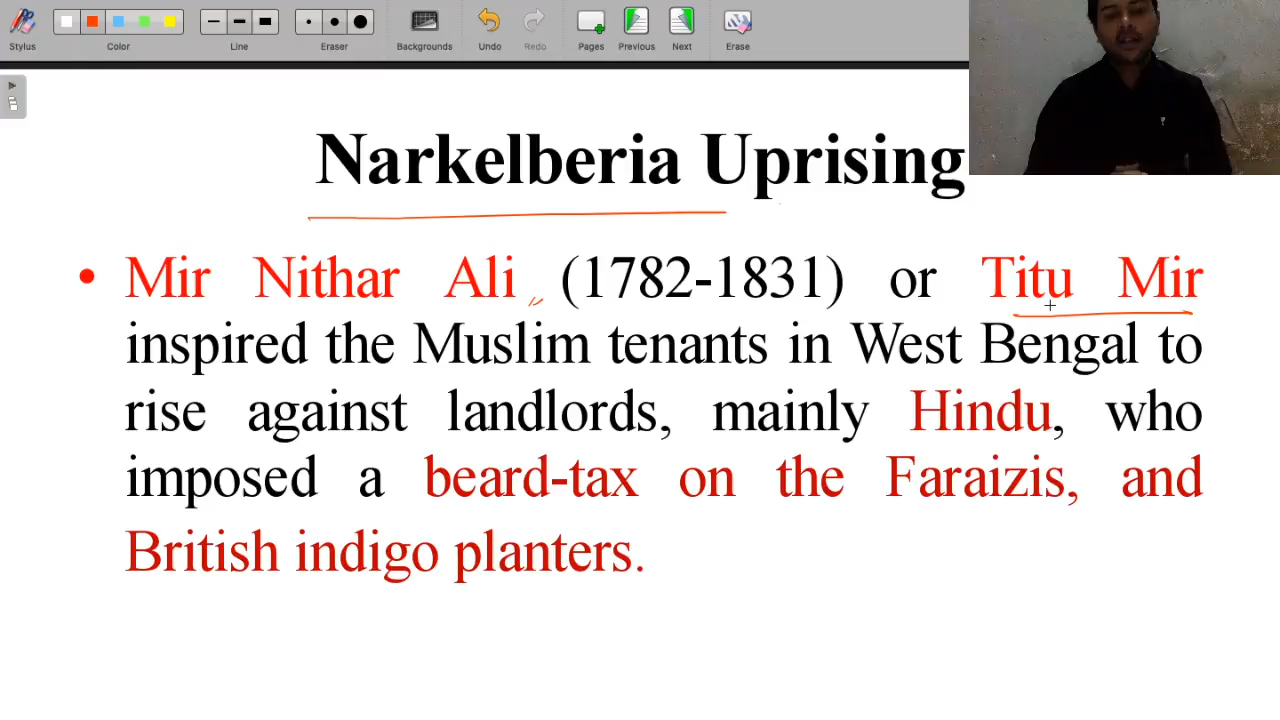 Stylus Color Line Eraser Backgrounds Undo Redo Pages Previous Next Erase
Narkelberia Uprising
• Mir Nithar Ali (1782-1831) or Titu Mir
inspired the Muslim tenants in West Bengal to
rise against landlords, mainly Hindu, who
imposed a beard-tax on the Faraizis, and
British indigo planters.